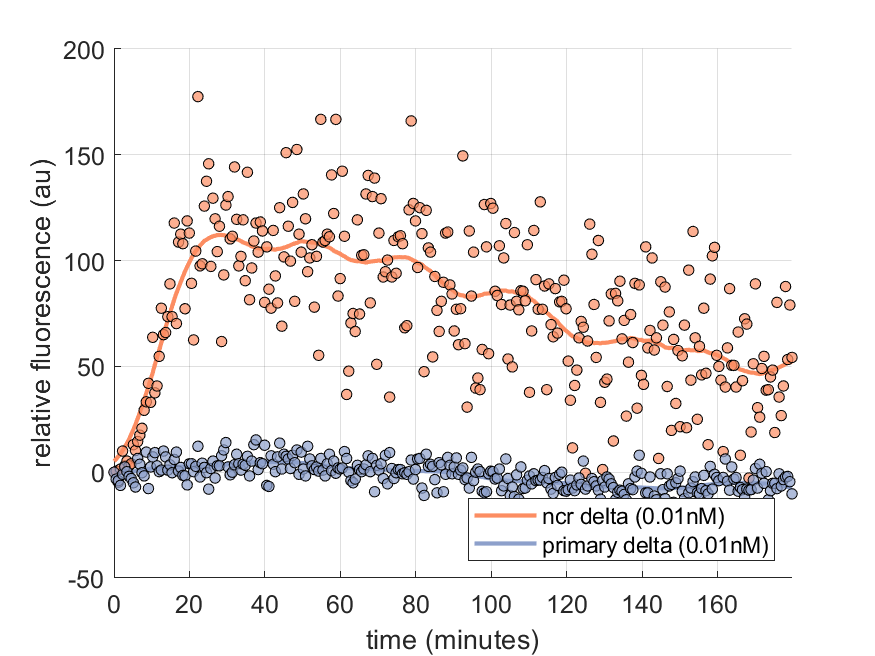 200
150
100
50
0
-50
0 20 40 60 80 100 120 140 160
relative fluorescence (au)
time (minutes)
ncr delta (0.01nM)
primary delta (0.01nM)